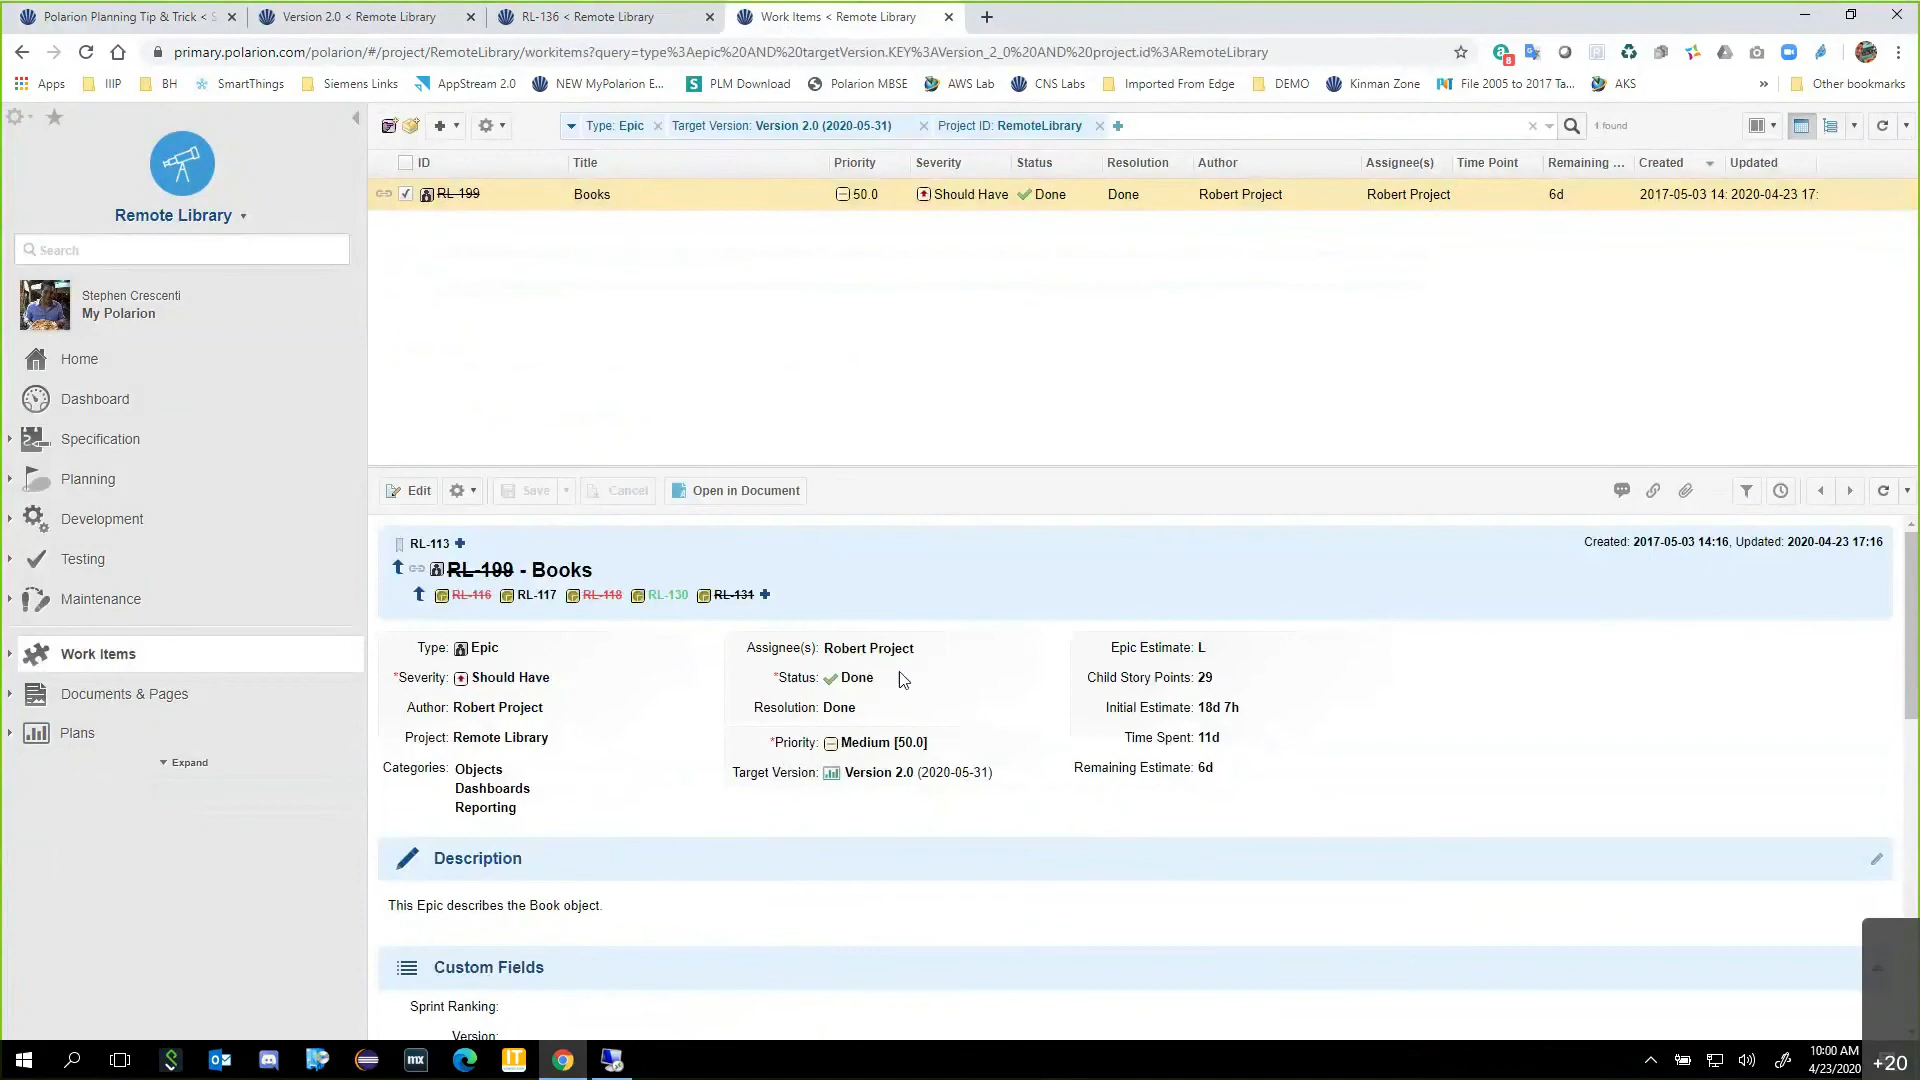 Polarion Planning Tip & Trick < S
Version 2.0 < Remote Library
RL-136 < Remote Library
Work Items < Remote Library
primary.polarion.com/polarion/#/project/RemoteLibrary/workitems?query=type%3Aepic%20AND%20targetVersion.KEY%3AVersion_2_0%20AND%20project.id%3ARemoteLibrary
8
Apps IIIP BH SmartThings Siemens Links AppStream 2.0 NEW MyPolarion E... PLM Download Polarion MBSE AWS Lab CNS Labs Imported From Edge DEMO Kinman Zone File 2005 to 2017 Ta... AKS » Other bookmarks
Remote Library
Search
Stephen Crescenti
My Polarion
Home
Dashboard
Specification
Planning
Development
Testing
Maintenance
Work Items
Documents & Pages
Plans
Expand
Type: Epic Target Version: Version 2.0 (2020-05-31) Project ID: RemoteLibrary 1 found
ID Title Priority Severity Status Resolution Author Assignee(s) Time Point Remaining ... Created Updated
RL-199 Books 50.0 Should Have Done Done Robert Project Robert Project 6d 2017-05-03 14: 2020-04-23 17:
Edit Save Cancel Open in Document
RL-113 Created: 2017-05-03 14:16, Updated: 2020-04-23 17:16
RL-199 - Books
RL-116 RL-117 RL-118 RL-130 RL-131
Type: Epic Assignee(s): Robert Project Epic Estimate: L
*Severity: Should Have *Status: Done Child Story Points: 29
Author: Robert Project Resolution: Done Initial Estimate: 18d 7h
Project: Remote Library *Priority: Medium [50.0] Time Spent: 11d
Categories: Objects Target Version: Version 2.0 (2020-05-31) Remaining Estimate: 6d
Dashboards
Reporting
Description
This Epic describes the Book object.
Custom Fields
Sprint Ranking:
Version:
mx
IT
10:00 AM
4/23/2020
+20